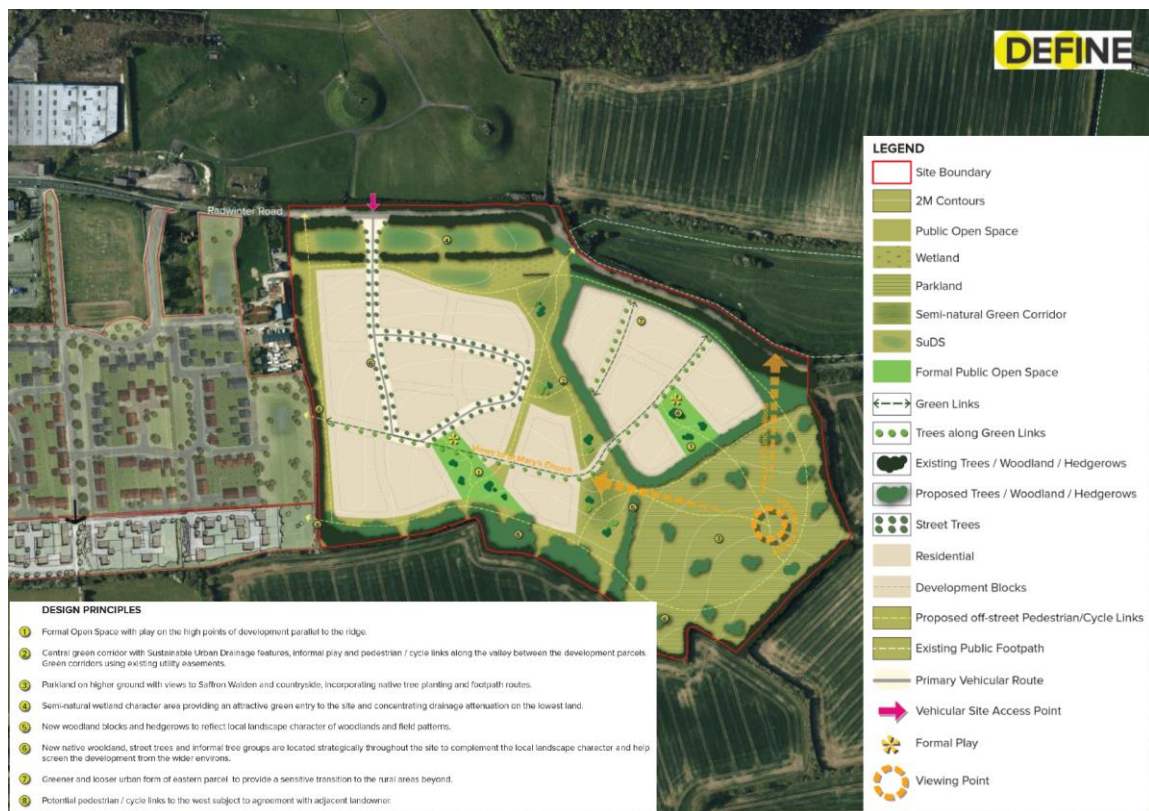 DEFINE
Radwinter Road
Views to St Mary's Church
LEGEND
Site Boundary
2M Contours
Public Open Space
Wetland
Parkland
Semi-natural Green Corridor
SuDS
Formal Public Open Space
Green Links
Trees along Green Links
Existing Trees / Woodland / Hedgerows
Proposed Trees / Woodland / Hedgerows
Street Trees
Residential
Development Blocks
Proposed off-street Pedestrian/Cycle Links
Existing Public Footpath
Primary Vehicular Route
Vehicular Site Access Point
Formal Play
Viewing Point
DESIGN PRINCIPLES
1 Formal Open Space with play on the high points of development parallel to the ridge.
2 Central green corridor with Sustainable Urban Drainage features, informal play and pedestrian / cycle links along the valley between the development parcels.
Green corridors using existing utility easements.
3 Parkland on higher ground with views to Saffron Walden and countryside, incorporating native tree planting and footpath routes.
4 Semi-natural wetland character area providing an attractive green entry to the site and concentrating drainage attenuation on the lowest land.
5 New woodland blocks and hedgerows to reflect local landscape character of woodlands and field patterns.
6 New native woodland, street trees and informal tree groups are located strategically throughout the site to complement the local landscape character and help
screen the development from the wider environs.
7 Greener and looser urban form of eastern parcel to provide a sensitive transition to the rural areas beyond.
8 Potential pedestrian / cycle links to the west subject to agreement with adjacent landowner.